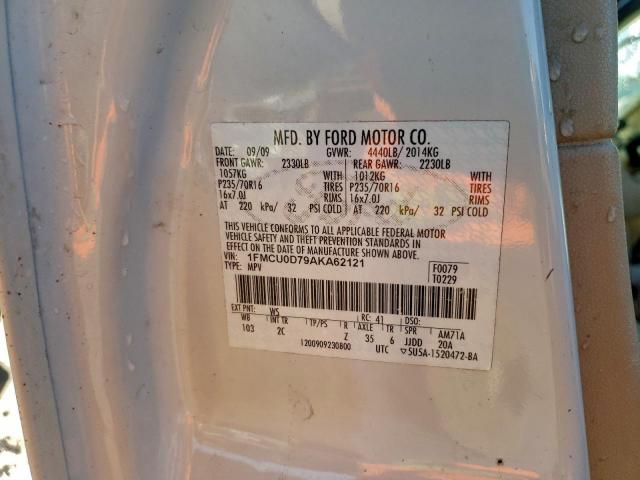 MFD. BY FORD MOTOR CO.
DATE: 09/09 GVWR: 4440LB/ 2014KG
FRONT GAWR: 2330LB REAR GAWR: 2230LB
1057KG WITH 1012KG WITH
P235/70R16 TIRES P235/70R16 TIRES
16x7.0J RIMS 16x7.0J RIMS
AT 220 kPa/ 32 PSI COLD AT 220 kPa/ 32 PSI COLD
THIS VEHICLE CONFORMS TO ALL APPLICABLE FEDERAL MOTOR
VEHICLE SAFETY AND THEFT PREVENTION STANDARDS IN
EFFECT ON THE DATE OF MANUFACTURE SHOWN ABOVE.
VIN: 1FMCU0D79AKA62121 F0079
TYPE: MPV T0229
EXT PNT: WS RC: 41 DSO:
WB INT TR TP/PS R AXLE TR SPR AM71A
103 2C Z 35 6 JJDD 20A
1200909230800 UTC ▽5U5A-1520472-BA